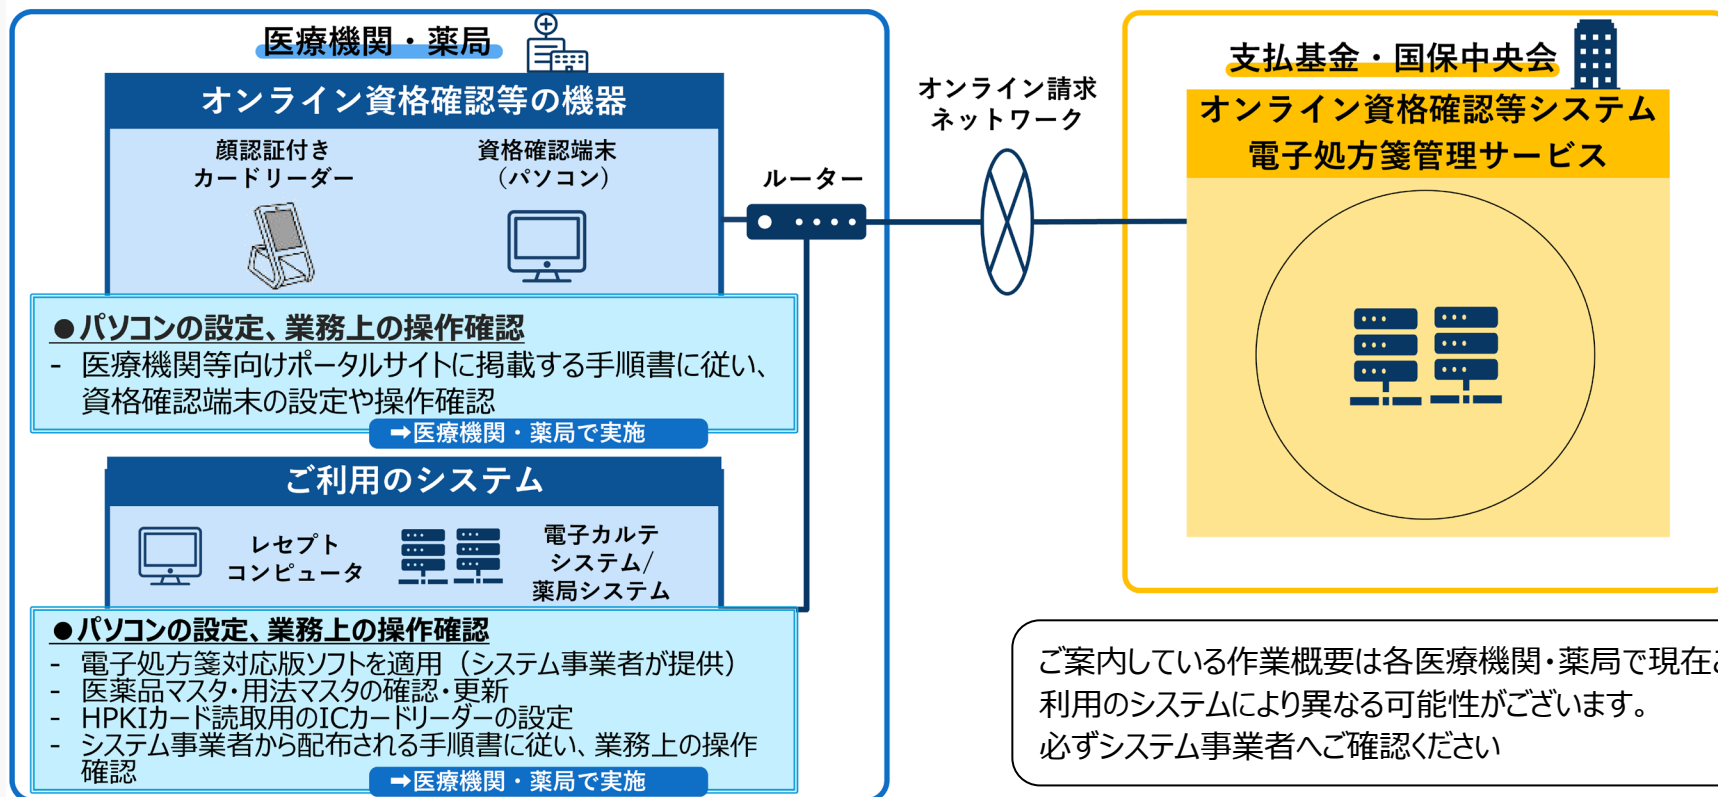 医療機関・薬局
オンライン資格確認等の機器
顔認証付き
カードリーダー
資格確認端末
（パソコン）
●パソコンの設定、業務上の操作確認
- 医療機関等向けポータルサイトに掲載する手順書に従い、
資格確認端末の設定や操作確認
➡医療機関・薬局で実施
ご利用のシステム
レセプト
コンピュータ
電子カルテ
システム/
薬局システム
●パソコンの設定、業務上の操作確認
- 電子処方箋対応版ソフトを適用（システム事業者が提供）
- 医薬品マスタ・用法マスタの確認・更新
- HPKIカード読取用のICカードリーダーの設定
- システム事業者から配布される手順書に従い、業務上の操作
確認
➡医療機関・薬局で実施
ルーター
オンライン請求
ネットワーク
支払基金・国保中央会
オンライン資格確認等システム
電子処方箋管理サービス
ご案内している作業概要は各医療機関・薬局で現在ご
利用のシステムにより異なる可能性がございます。
必ずシステム事業者へご確認ください